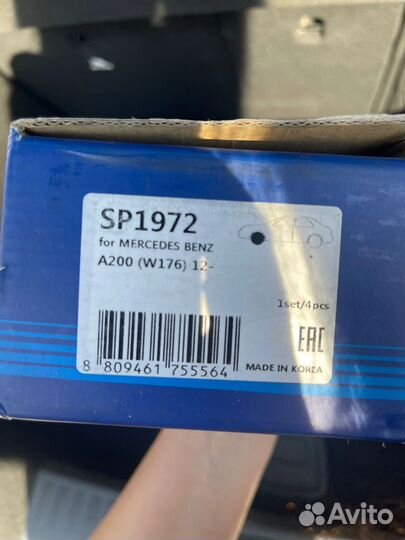 SP1972
for MERCEDES BENZ
A200 (W176) 12-
1set/4pcs
EAC
8 809461 755564
MADE IN KOREA
Avito